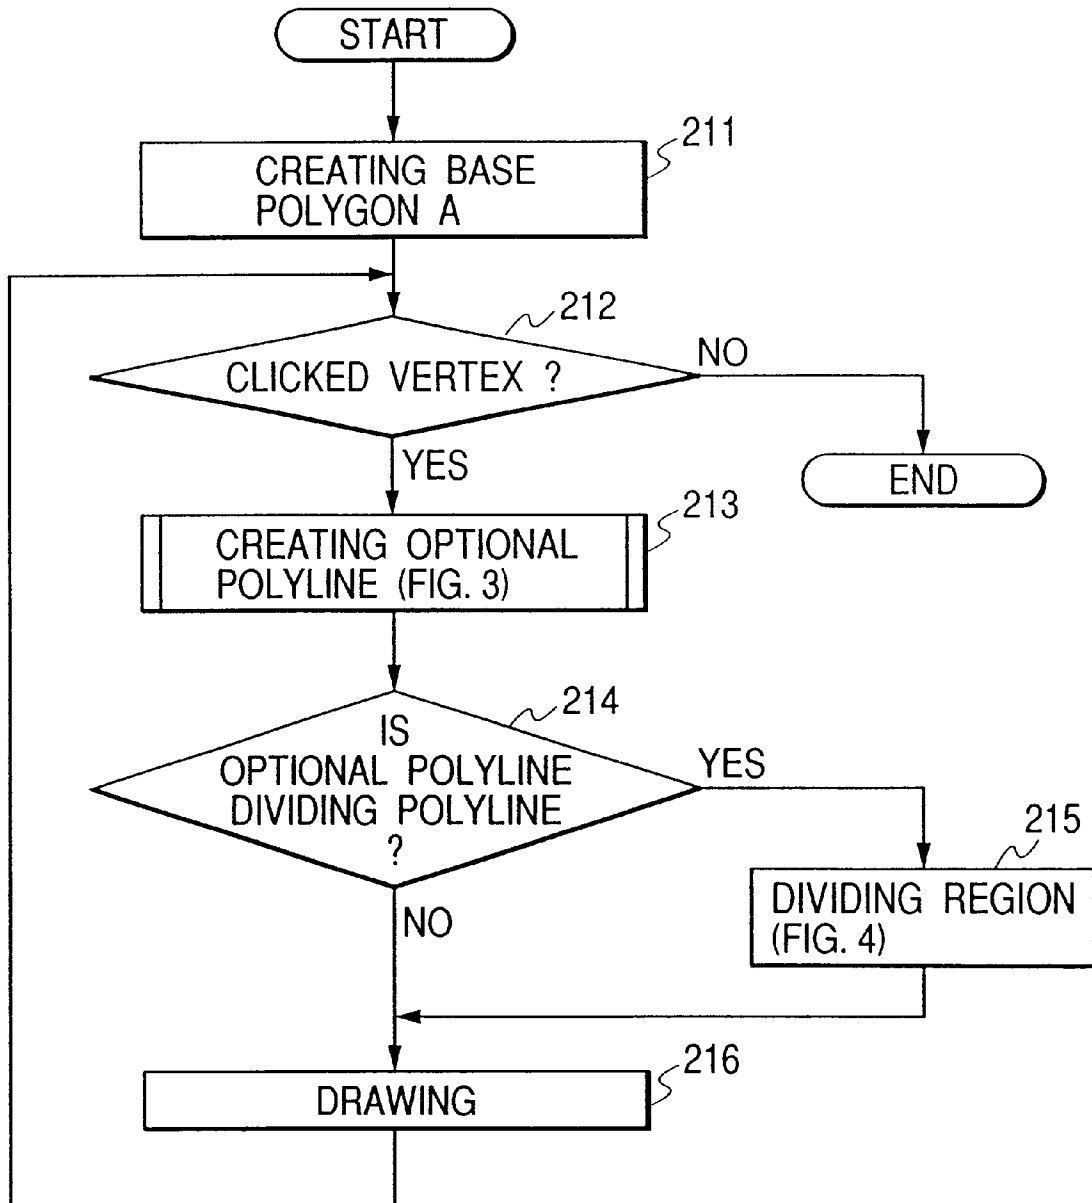 START
211
CREATING BASE
POLYGON A
212
CLICKED VERTEX ?
NO
YES
END
213
CREATING OPTIONAL
POLYLINE (FIG. 3)
214
IS
OPTIONAL POLYLINE
DIVIDING POLYLINE
?
YES
NO
215
DIVIDING REGION
(FIG. 4)
216
DRAWING